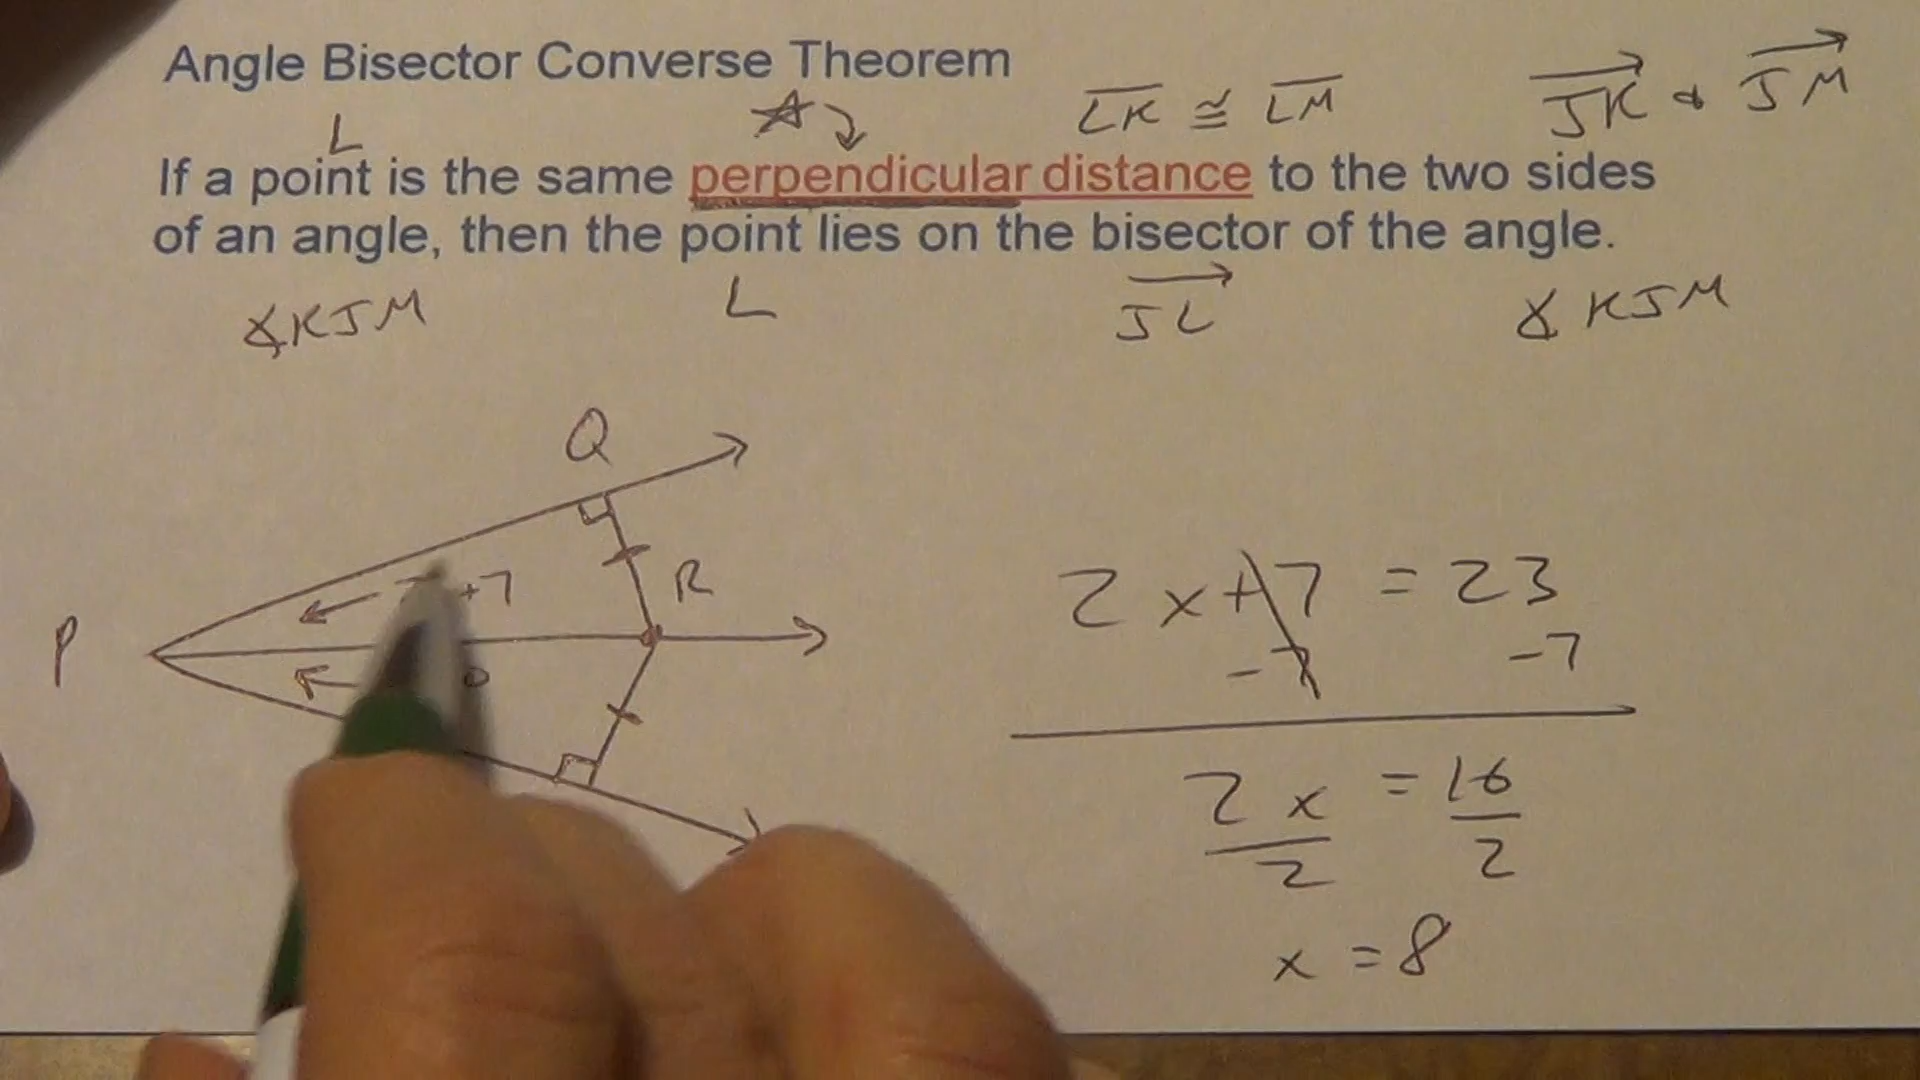 Angle Bisector Converse Theorem
L LK ≅ LM JK & JM
If a point is the same perpendicular distance to the two sides
of an angle, then the point lies on the bisector of the angle.
∡KJM L JL ∡KJM
Q
+7 R
P
2x+7 = 23
-7 -7
2x = 16
2 2
x = 8